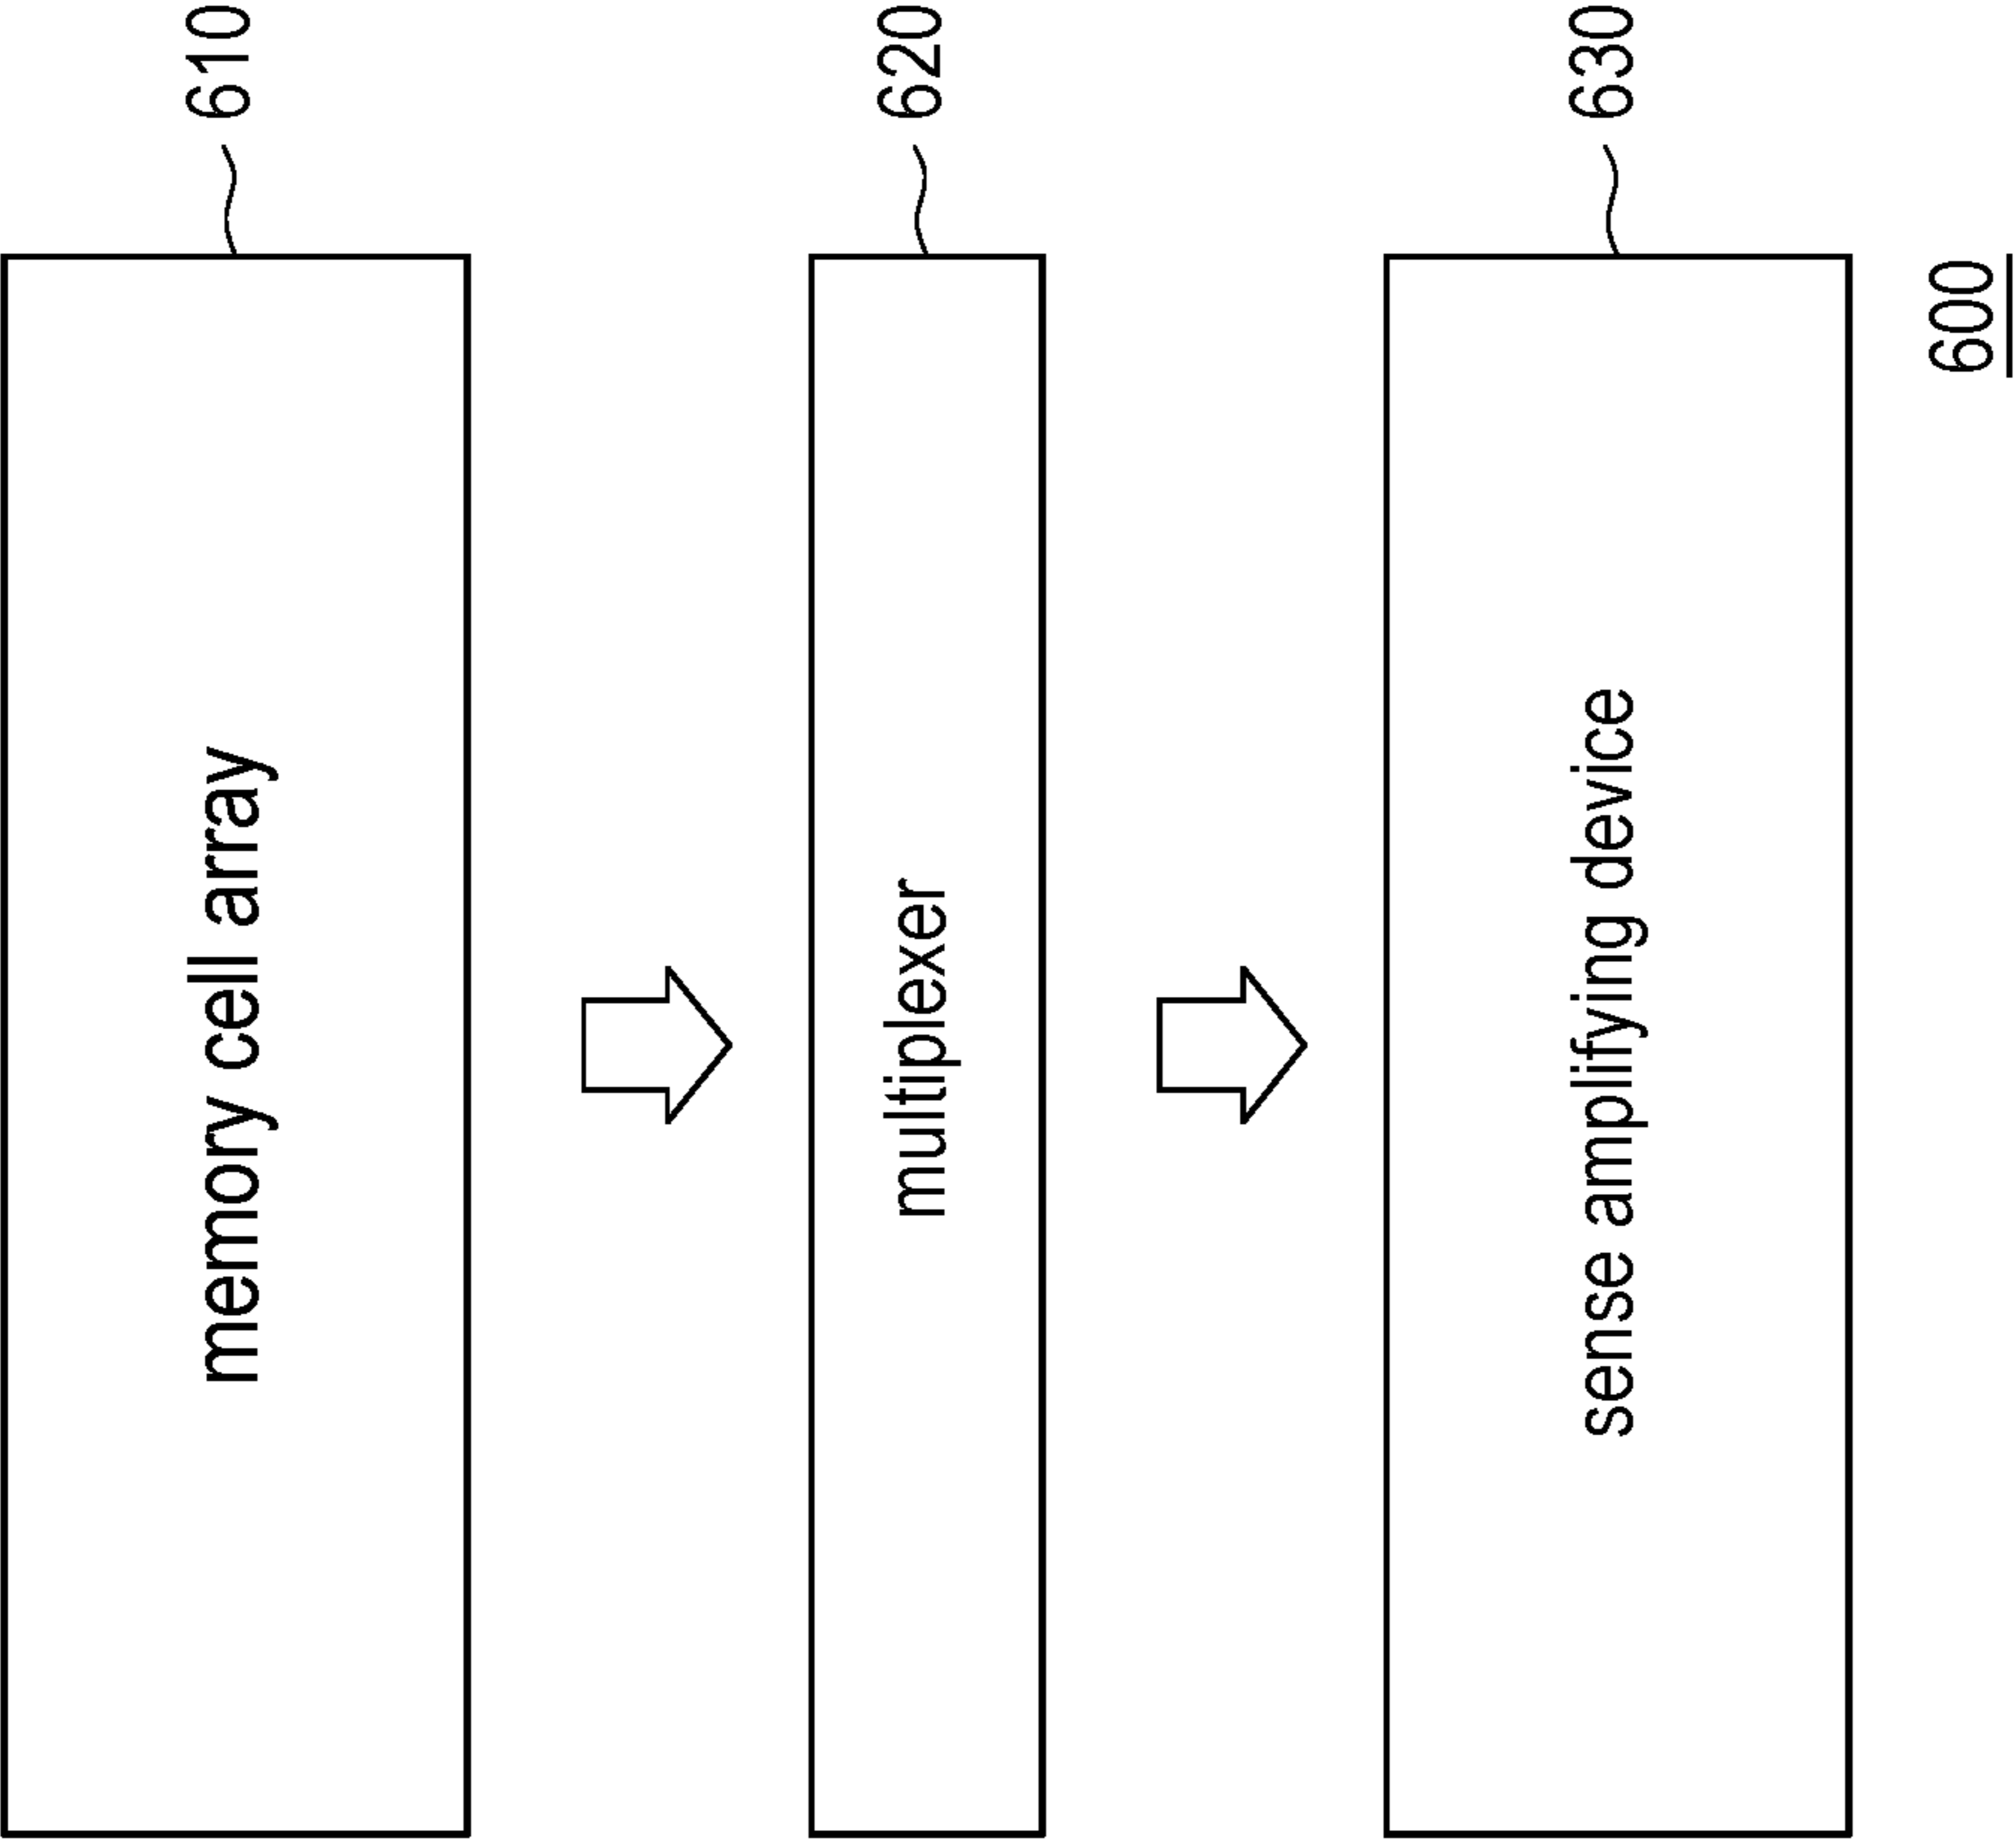 memory cell array
610
multiplexer
620
sense amplifying device
630
600